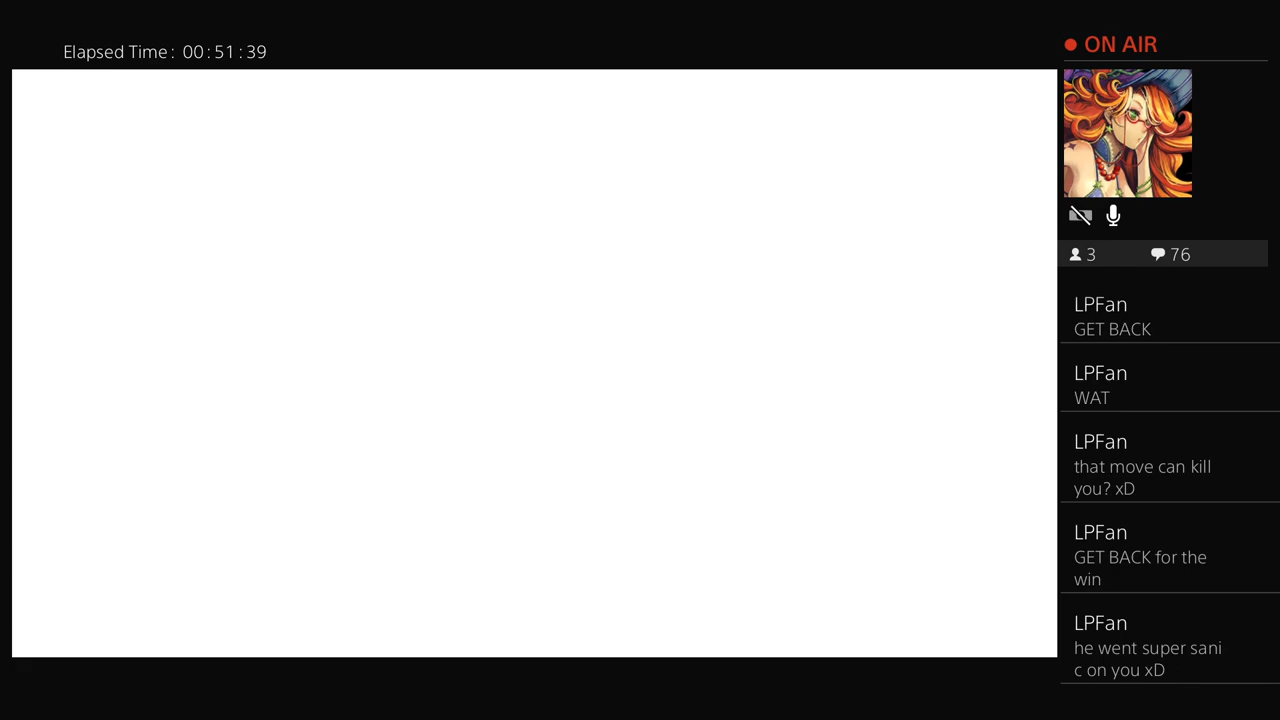 Elapsed Time: 00:51:39
ON AIR
3 76
LPFan
GET BACK
LPFan
WAT
LPFan
that move can kill
you? xD
LPFan
GET BACK for the
win
LPFan
he went super sani
c on you xD